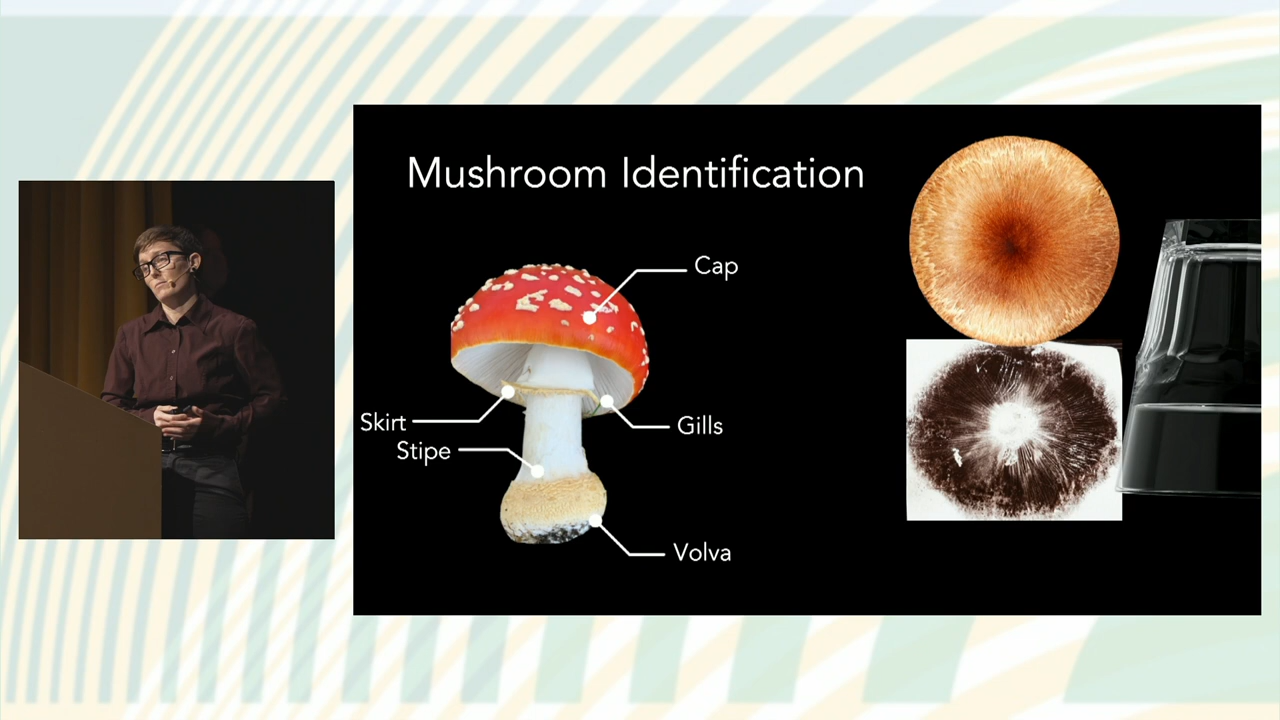 Mushroom Identification
Cap
Skirt
Gills
Stipe
Volva